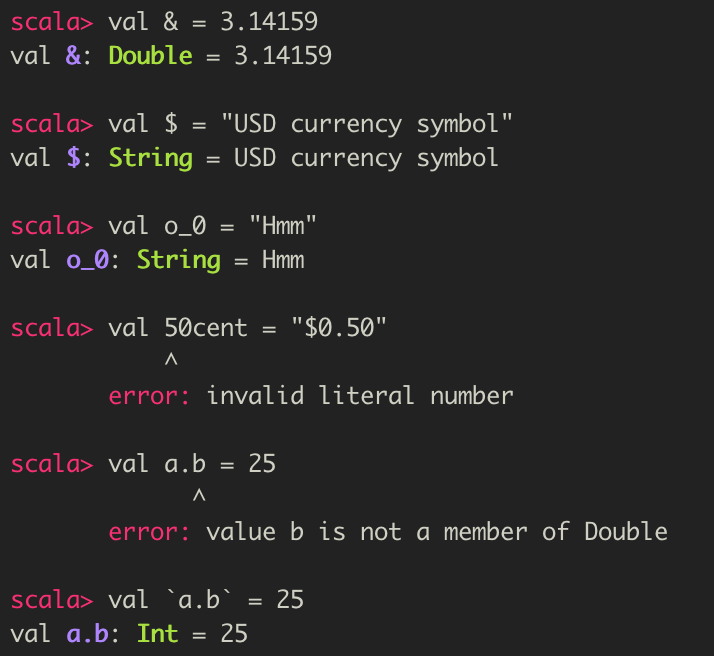 scala> val & = 3.14159
val &: Double = 3.14159
scala> val $ = "USD currency symbol"
val $: String = USD currency symbol
scala> val o_0 = "Hmm"
val o_0: String = Hmm
scala> val 50cent = "$0.50"
^
error: invalid literal number
scala> val a.b = 25
^
error: value b is not a member of Double
scala> val `a.b` = 25
val a.b: Int = 25